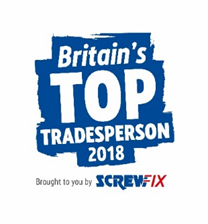 Britain's
TOP
TRADESPERSON
2018
Brought to you by SCREWFIX